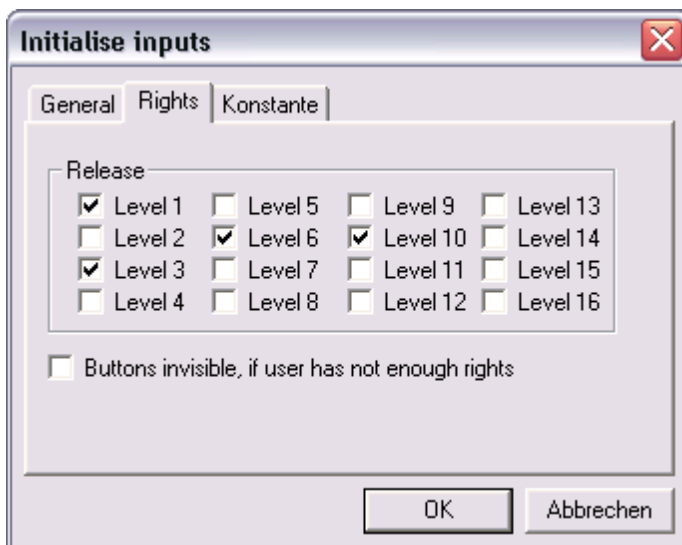 Initialise inputs
General Rights Konstante
Release
Level 1 Level 5 Level 9 Level 13
Level 2 Level 6 Level 10 Level 14
Level 3 Level 7 Level 11 Level 15
Level 4 Level 8 Level 12 Level 16
Buttons invisible, if user has not enough rights
OK Abbrechen